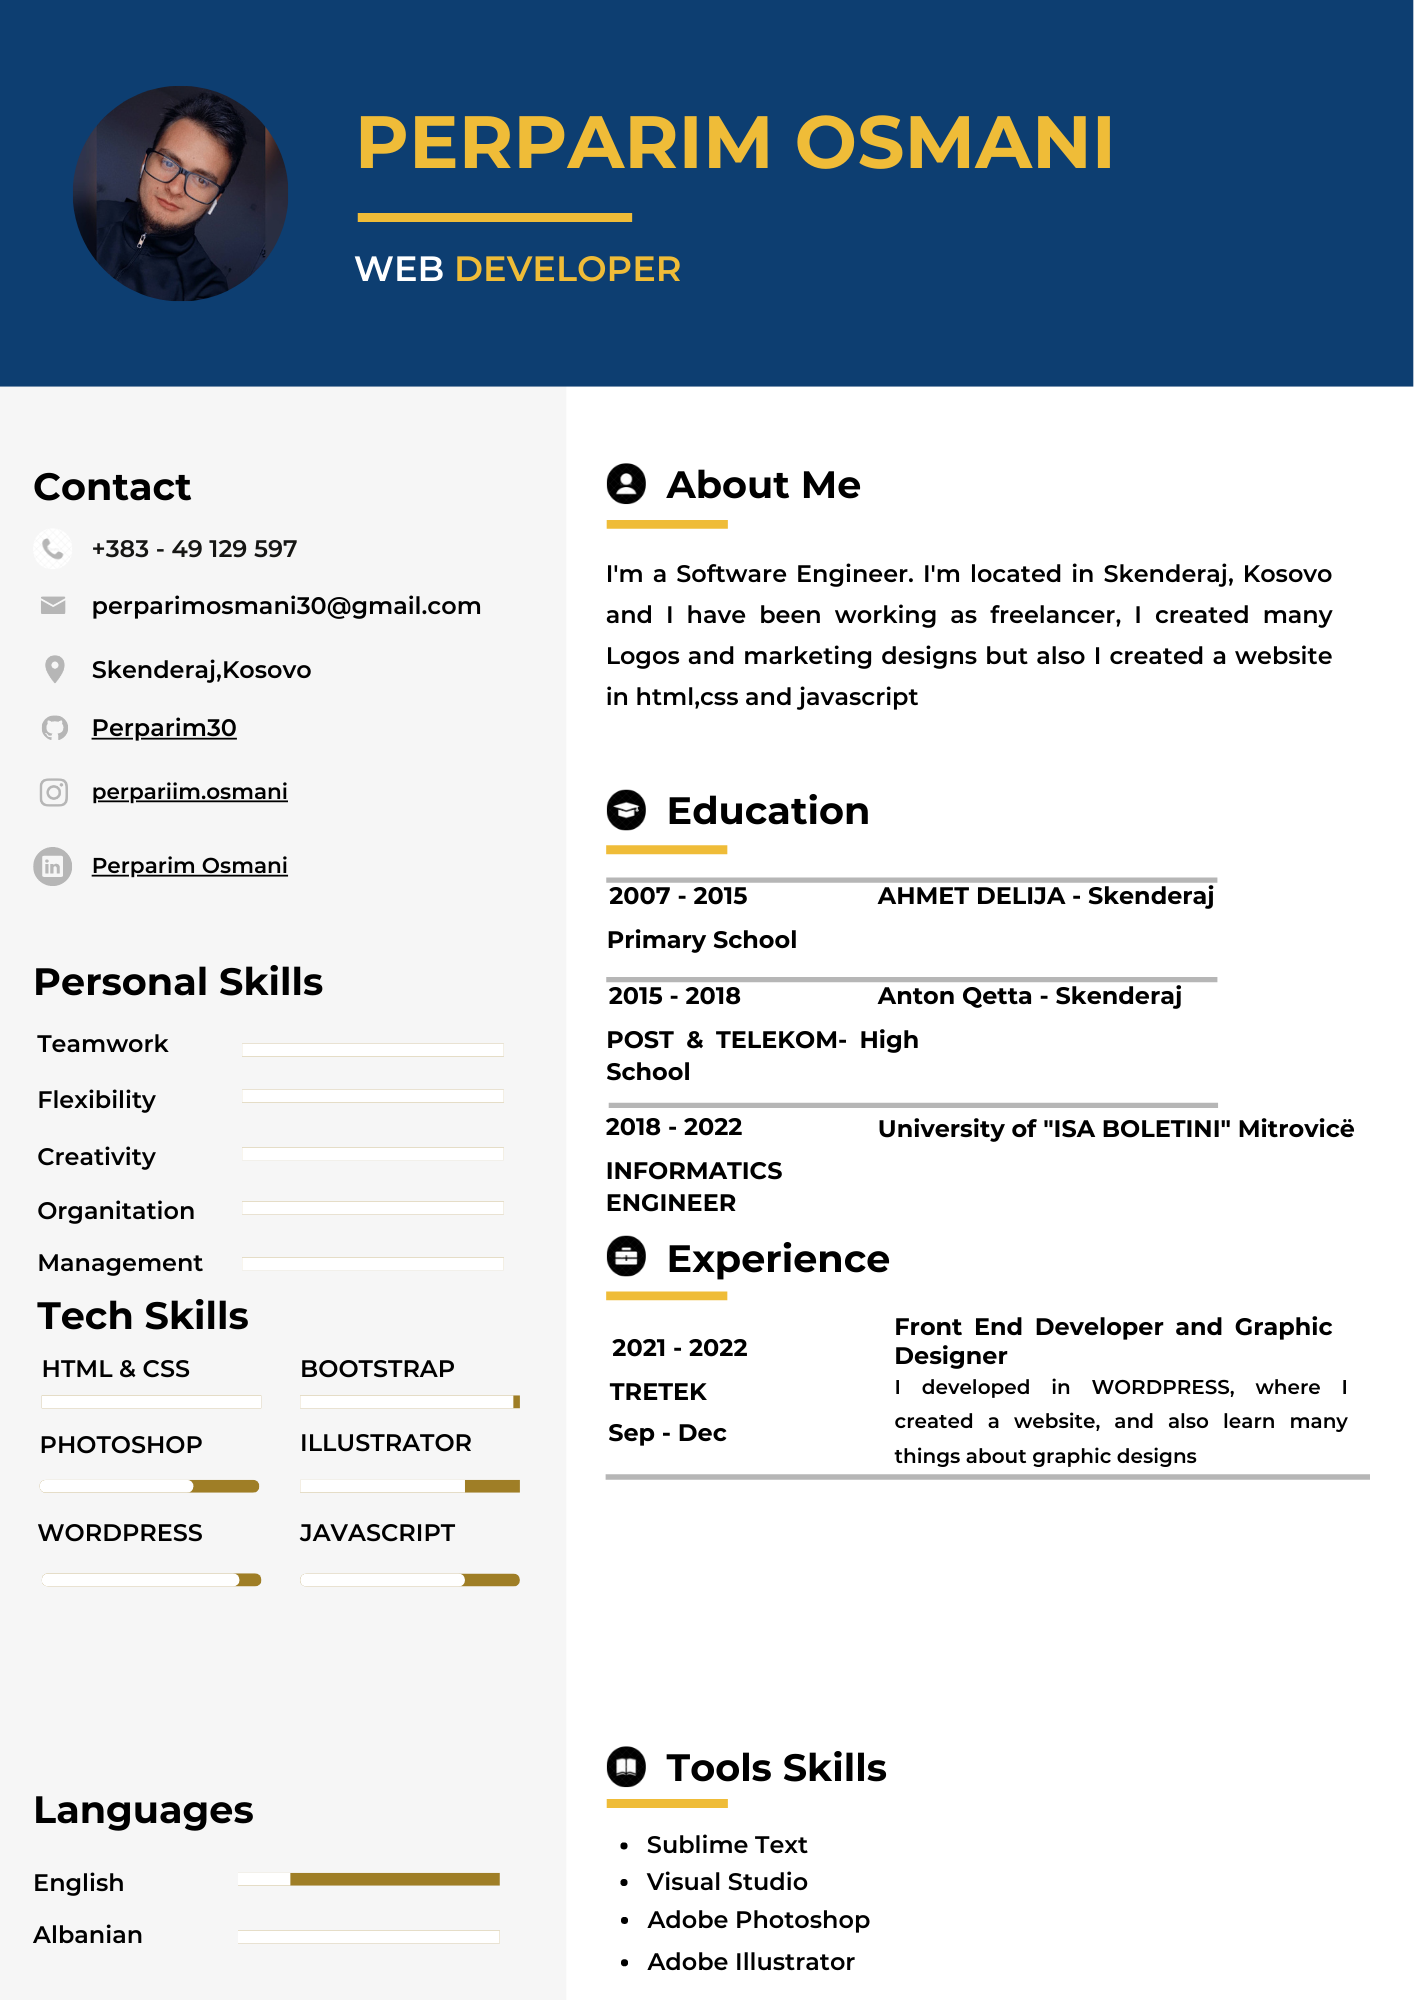 PERPARIM OSMANI
WEB DEVELOPER
Contact
+383 - 49 129 597
perparimosmani30@gmail.com
Skenderaj,Kosovo
Perparim30
perpariim.osmani
Perparim Osmani
Personal Skills
Teamwork
Flexibility
Creativity
Organitation
Management
Tech Skills
HTML & CSS
BOOTSTRAP
PHOTOSHOP
ILLUSTRATOR
WORDPRESS
JAVASCRIPT
Languages
English
Albanian
About Me
I'm a Software Engineer. I'm located in Skenderaj, Kosovo
and I have been working as freelancer, I created many
Logos and marketing designs but also I created a website
in html,css and javascript
Education
2007 - 2015
AHMET DELIJA - Skenderaj
Primary School
2015 - 2018
Anton Qetta - Skenderaj
POST & TELEKOM- High
School
2018 - 2022
University of "ISA BOLETINI" Mitrovicë
INFORMATICS
ENGINEER
Experience
2021 - 2022
TRETEK
Sep - Dec
Front End Developer and Graphic
Designer
I developed in WORDPRESS, where I
created a website, and also learn many
things about graphic designs
Tools Skills
• Sublime Text
• Visual Studio
• Adobe Photoshop
• Adobe Illustrator